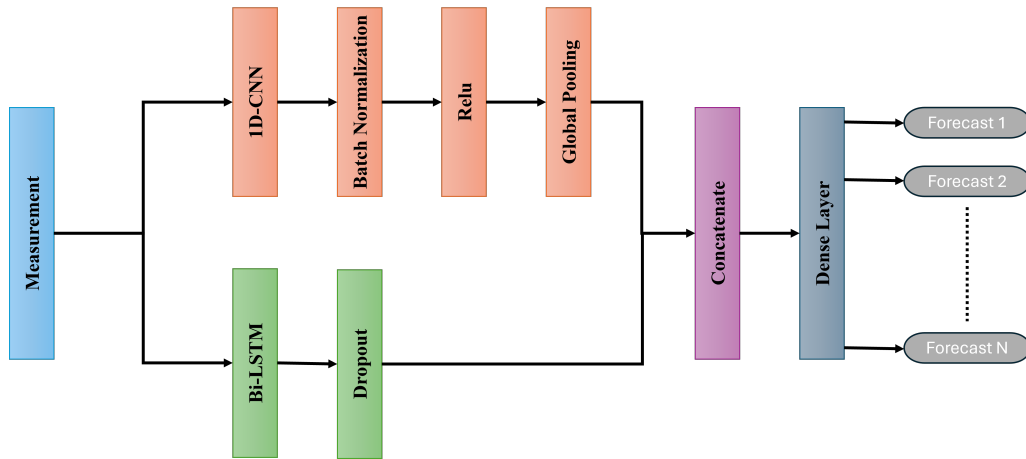 Measurement
1D-CNN
Batch Normalization
Relu
Global Pooling
Bi-LSTM
Dropout
Concatenate
Dense Layer
Forecast 1
Forecast 2
Forecast N